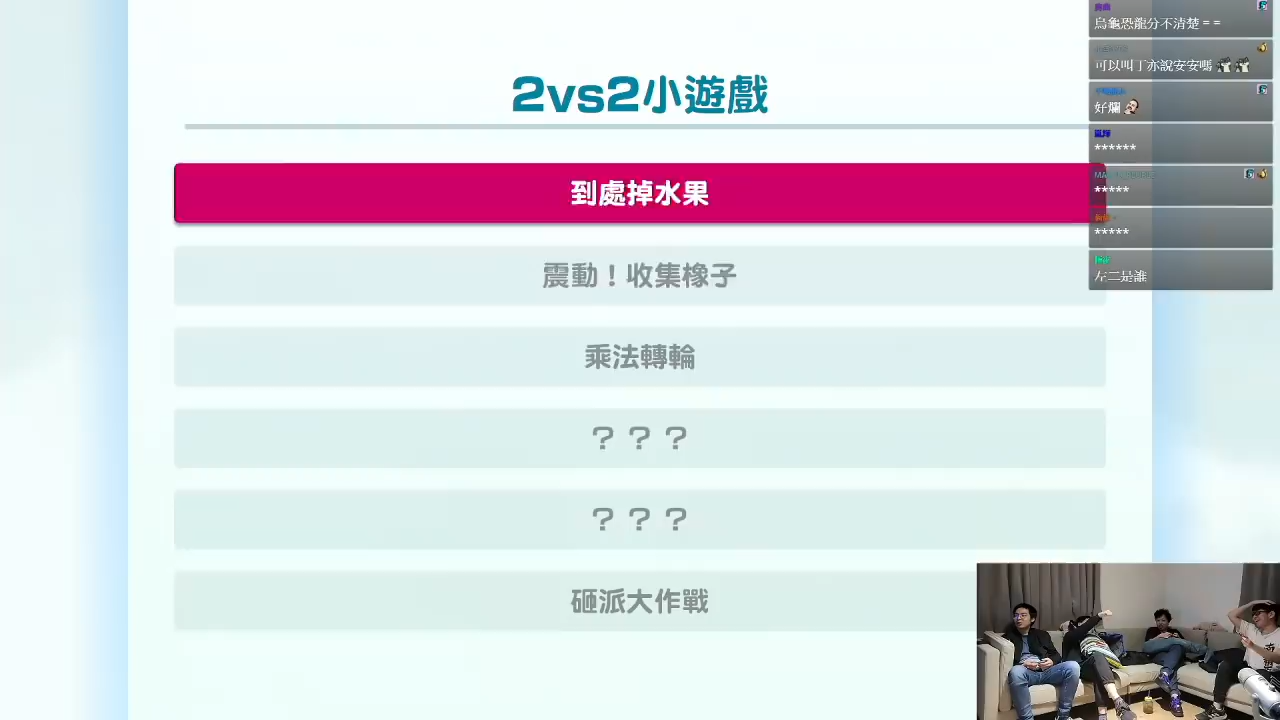 2vs2小遊戲
到處掉水果
震動！收集橡子
乘法轉輪
？？？
？？？
砸派大作戰
烏龜恐龍分不清楚 = =
可以叫丁亦說安安嗎
好爛
******
*****
*****
左二是誰